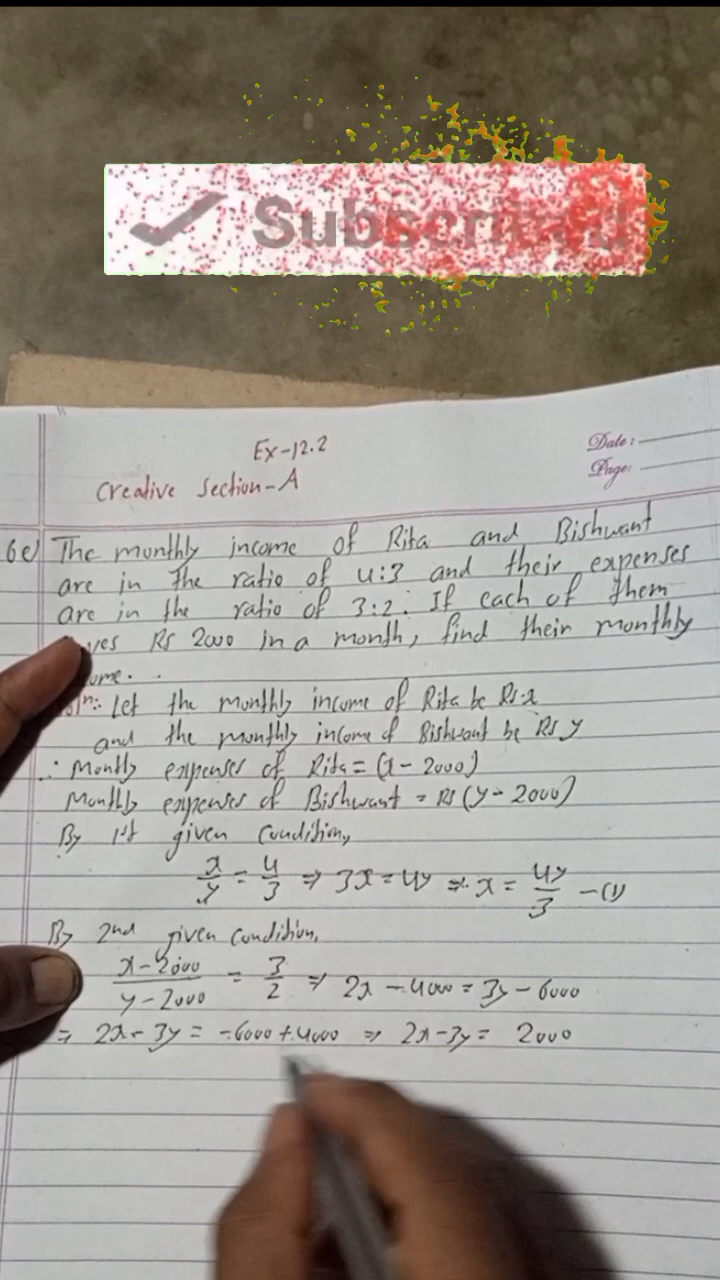 ✓ Subscribed
Ex-12.2
Date:
Page:
Creative Section-A
6e) The monthly income of Rita and Bishwant
are in the ratio of 4:3 and their expenses
are in the ratio of 3:2. If each of them
Rs 2000 in a month, find their monthly
Let the monthly income of Rita be Rs.x
and the monthly income of Bishwant be Rs y
∴ Monthly expenses of Rita = (x - 2000)
Monthly expenses of Bishwant = Rs (y - 2000)
By 1st given condition,
x/y = 4/3 ⇒ 3x = 4y ⇒ x = 4y/3 - (1)
By 2nd given condition,
(x - 2000)/(y - 2000) = 3/2 ⇒ 2x - 4000 = 3y - 6000
⇒ 2x - 3y = -6000 + 4000 ⇒ 2x - 3y = 2000